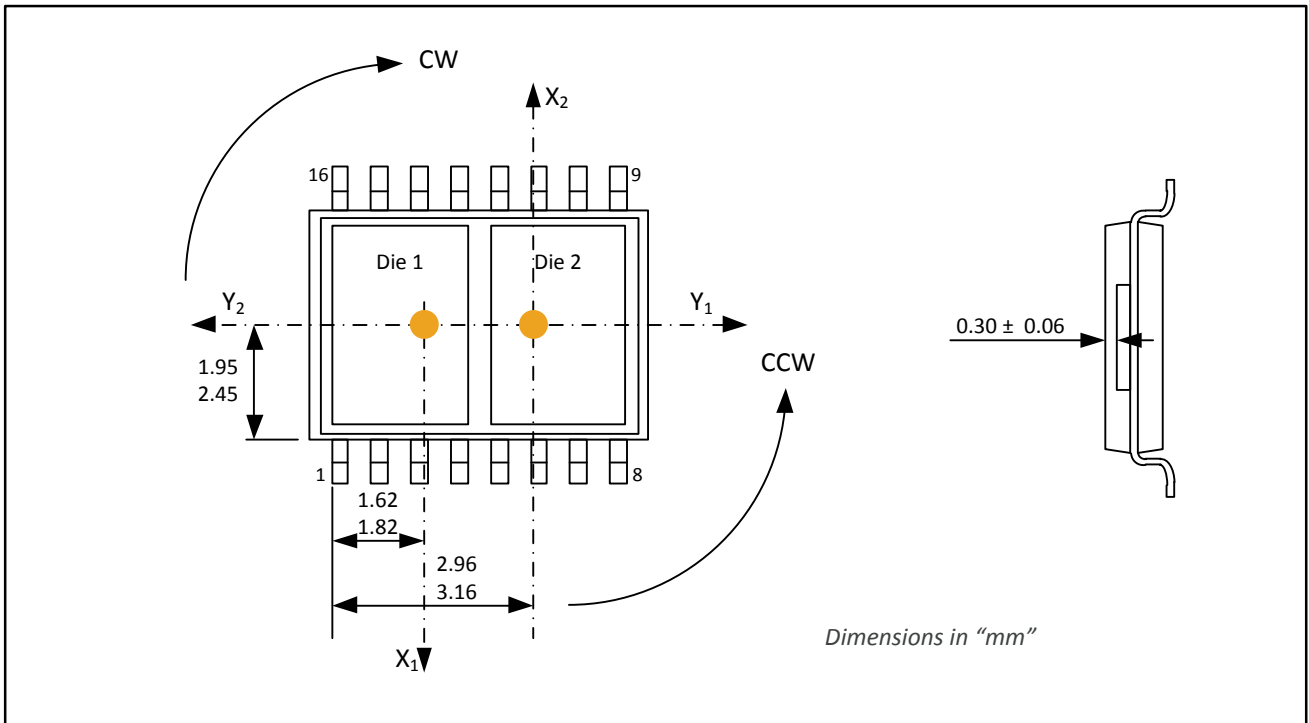 CW
X₂
16
9
Die 1
Die 2
Y₂
Y₁
0.30 ± 0.06
1.95
2.45
CCW
1
8
1.62
1.82
2.96
3.16
Dimensions in “mm”
X₁